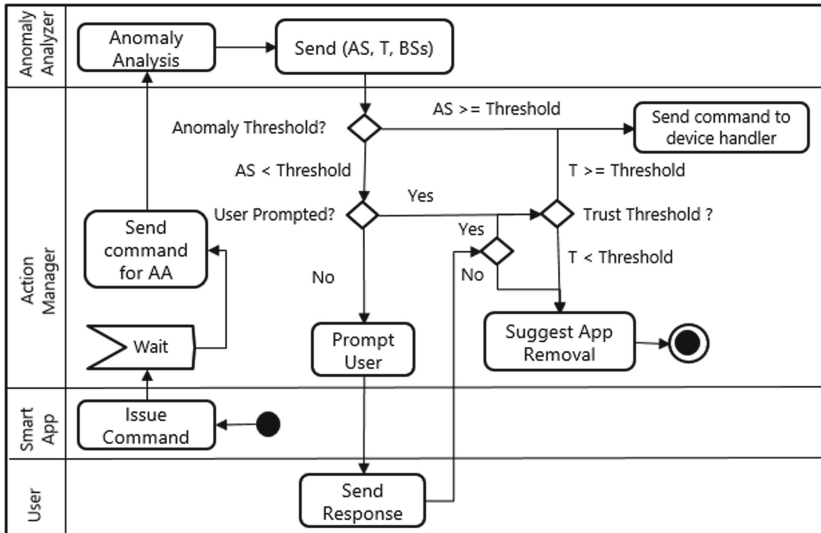 Anomaly
Analyzer
Anomaly
Analysis
Send (AS, T, BSs)
Action
Manager
Anomaly Threshold?
AS >= Threshold
Send command to
device handler
AS < Threshold
T >= Threshold
User Prompted?
Yes
Trust Threshold ?
Send
command
for AA
Yes
No
T < Threshold
No
Wait
Prompt
User
Suggest App
Removal
Smart
App
Issue
Command
User
Send
Response